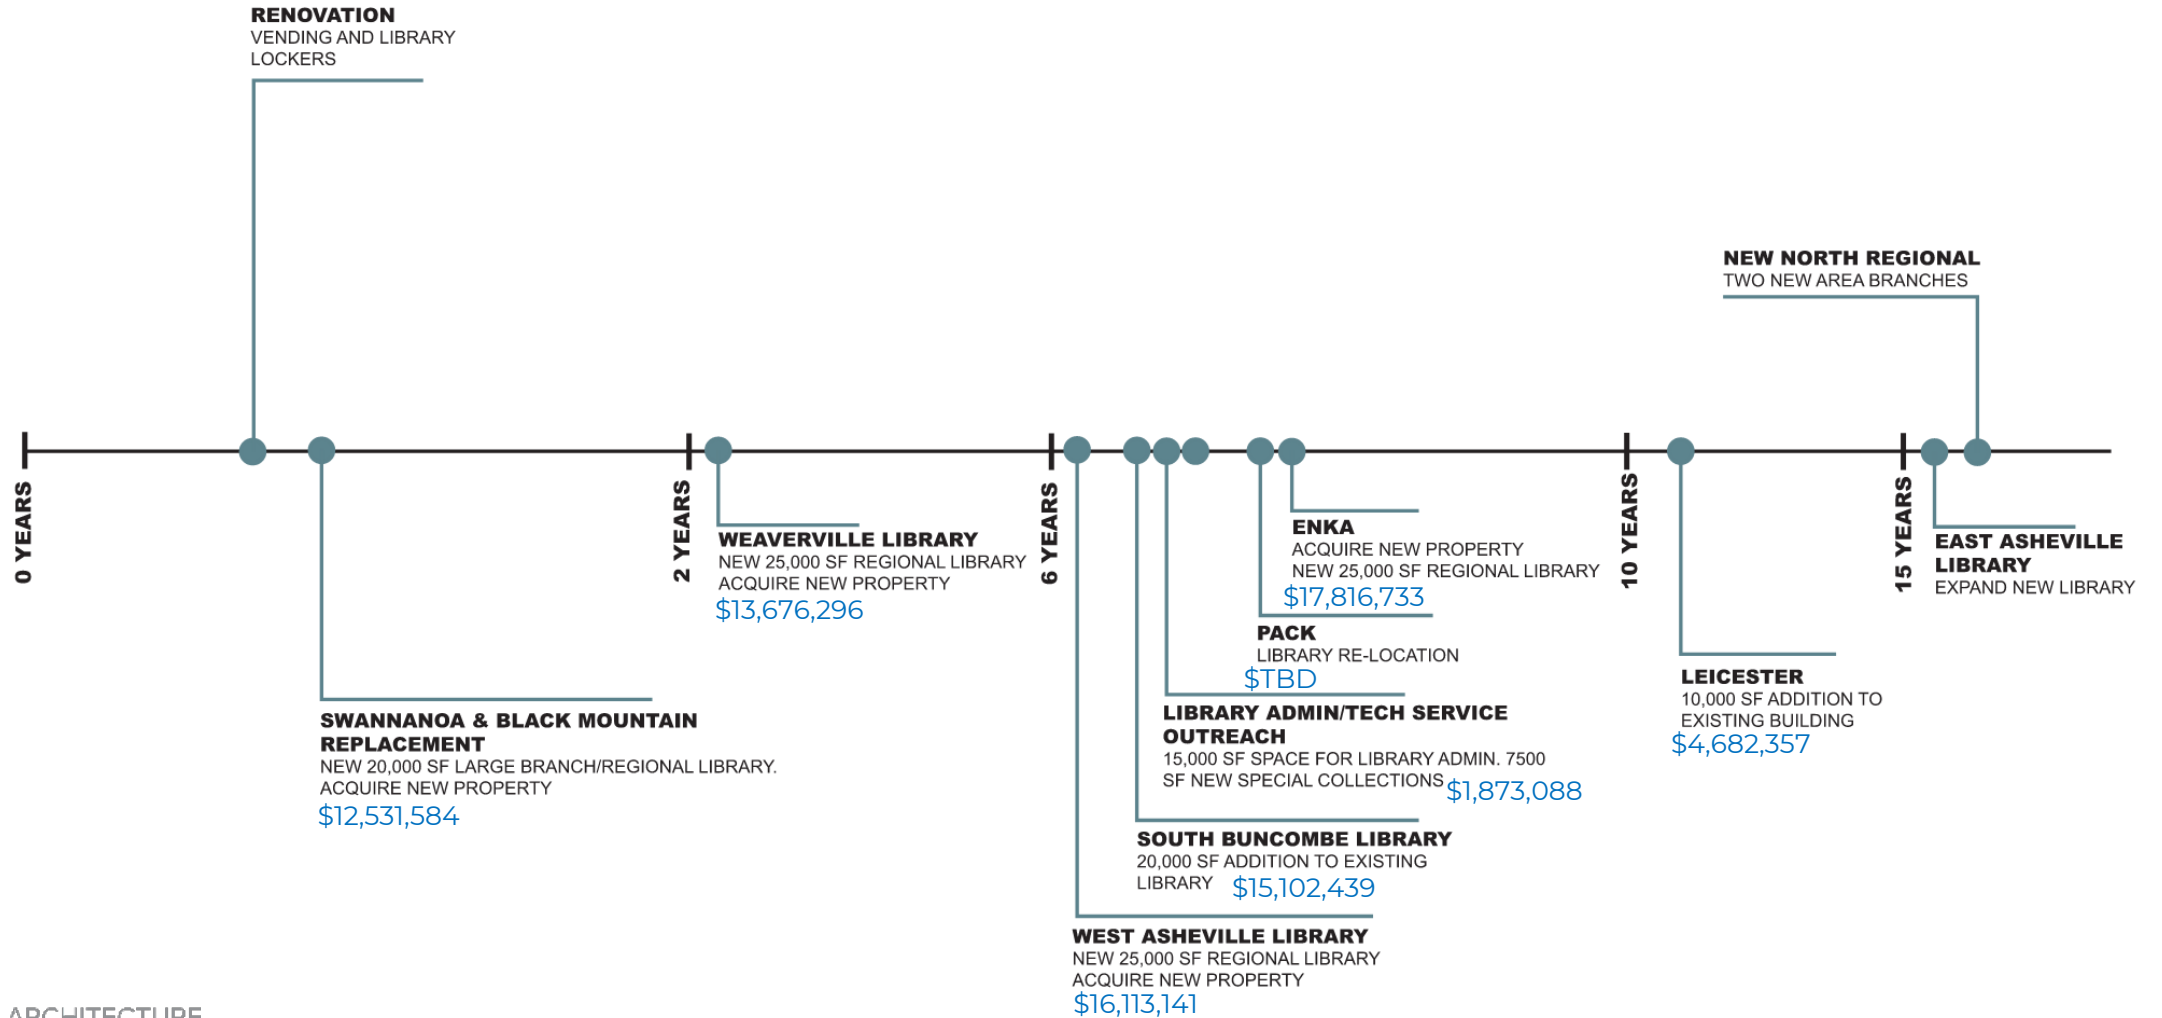 RENOVATION
VENDING AND LIBRARY
LOCKERS
NEW NORTH REGIONAL
TWO NEW AREA BRANCHES
0 YEARS
2 YEARS
6 YEARS
10 YEARS
15 YEARS
SWANNANOA & BLACK MOUNTAIN
REPLACEMENT
NEW 20,000 SF LARGE BRANCH/REGIONAL LIBRARY.
ACQUIRE NEW PROPERTY
$12,531,584
WEAVERVILLE LIBRARY
NEW 25,000 SF REGIONAL LIBRARY
ACQUIRE NEW PROPERTY
$13,676,296
ENKA
ACQUIRE NEW PROPERTY
NEW 25,000 SF REGIONAL LIBRARY
$17,816,733
PACK
LIBRARY RE-LOCATION
$TBD
LIBRARY ADMIN/TECH SERVICE
OUTREACH
15,000 SF SPACE FOR LIBRARY ADMIN. 7500
SF NEW SPECIAL COLLECTIONS $1,873,088
SOUTH BUNCOMBE LIBRARY
20,000 SF ADDITION TO EXISTING
LIBRARY $15,102,439
WEST ASHEVILLE LIBRARY
NEW 25,000 SF REGIONAL LIBRARY
ACQUIRE NEW PROPERTY
$16,113,141
LEICESTER
10,000 SF ADDITION TO
EXISTING BUILDING
$4,682,357
EAST ASHEVILLE
LIBRARY
EXPAND NEW LIBRARY
ARCHITECTURE